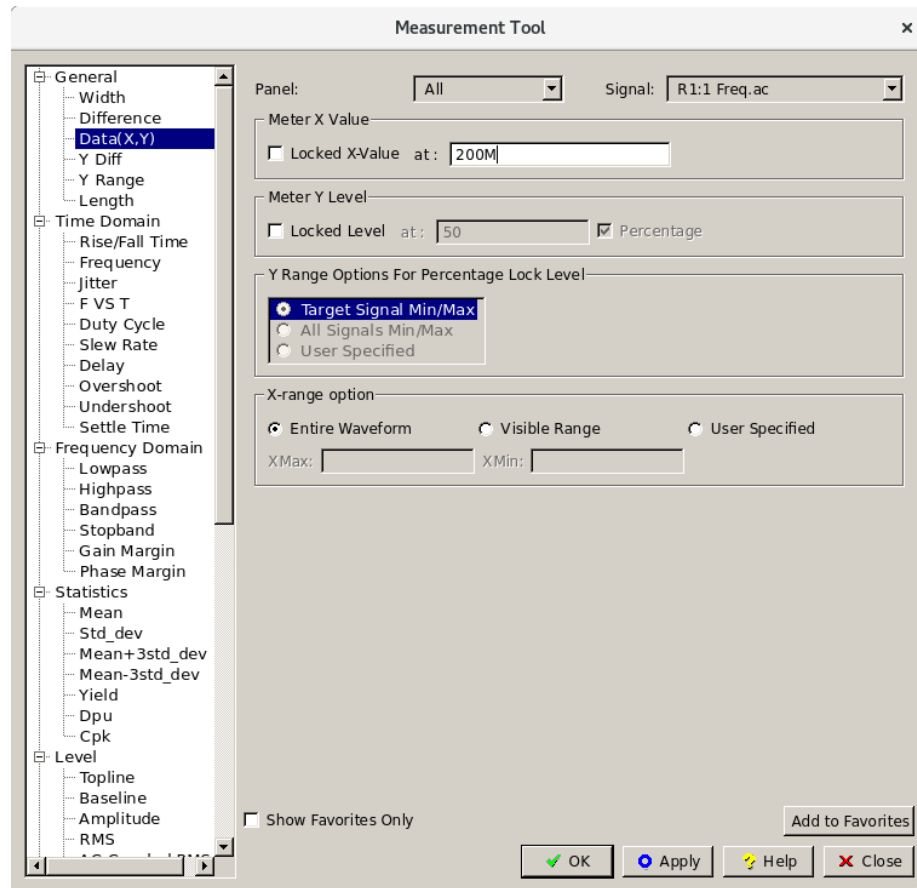 Measurement Tool
General
Width
Difference
Data(X,Y)
Y Diff
Y Range
Length
Time Domain
Rise/Fall Time
Frequency
Jitter
F VS T
Duty Cycle
Slew Rate
Delay
Overshoot
Undershoot
Settle Time
Frequency Domain
Lowpass
Highpass
Bandpass
Stopband
Gain Margin
Phase Margin
Statistics
Mean
Std_dev
Mean+3std_dev
Mean-3std_dev
Yield
Dpu
Cpk
Level
Topline
Baseline
Amplitude
RMS
Panel: All Signal: R1:1 Freq.ac
Meter X Value
Locked X-Value at: 200M
Meter Y Level
Locked Level at: 50 Percentage
Y Range Options For Percentage Lock Level
Target Signal Min/Max
All Signals Min/Max
User Specified
X-range option
Entire Waveform Visible Range User Specified
XMax: XMin:
Show Favorites Only
Add to Favorites
OK Apply Help Close